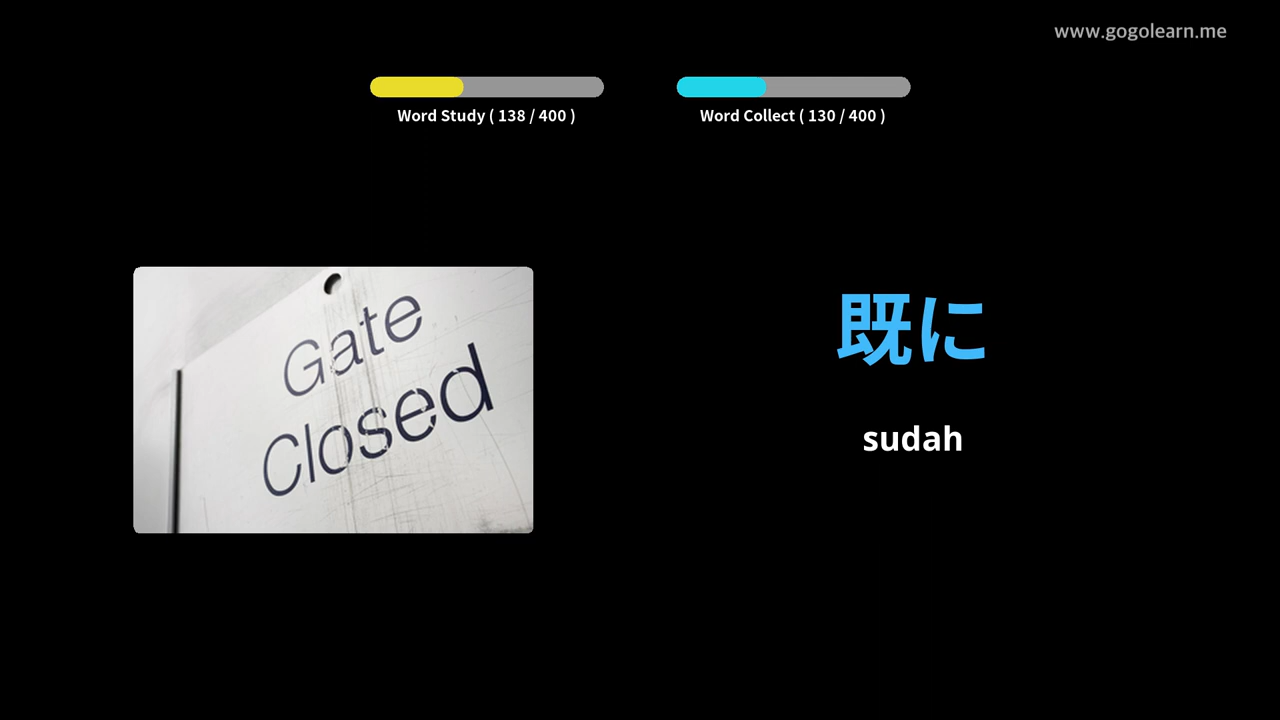 www.gogolearn.me
Word Study ( 138 / 400 )
Word Collect ( 130 / 400 )
Gate
Closed
既に
sudah